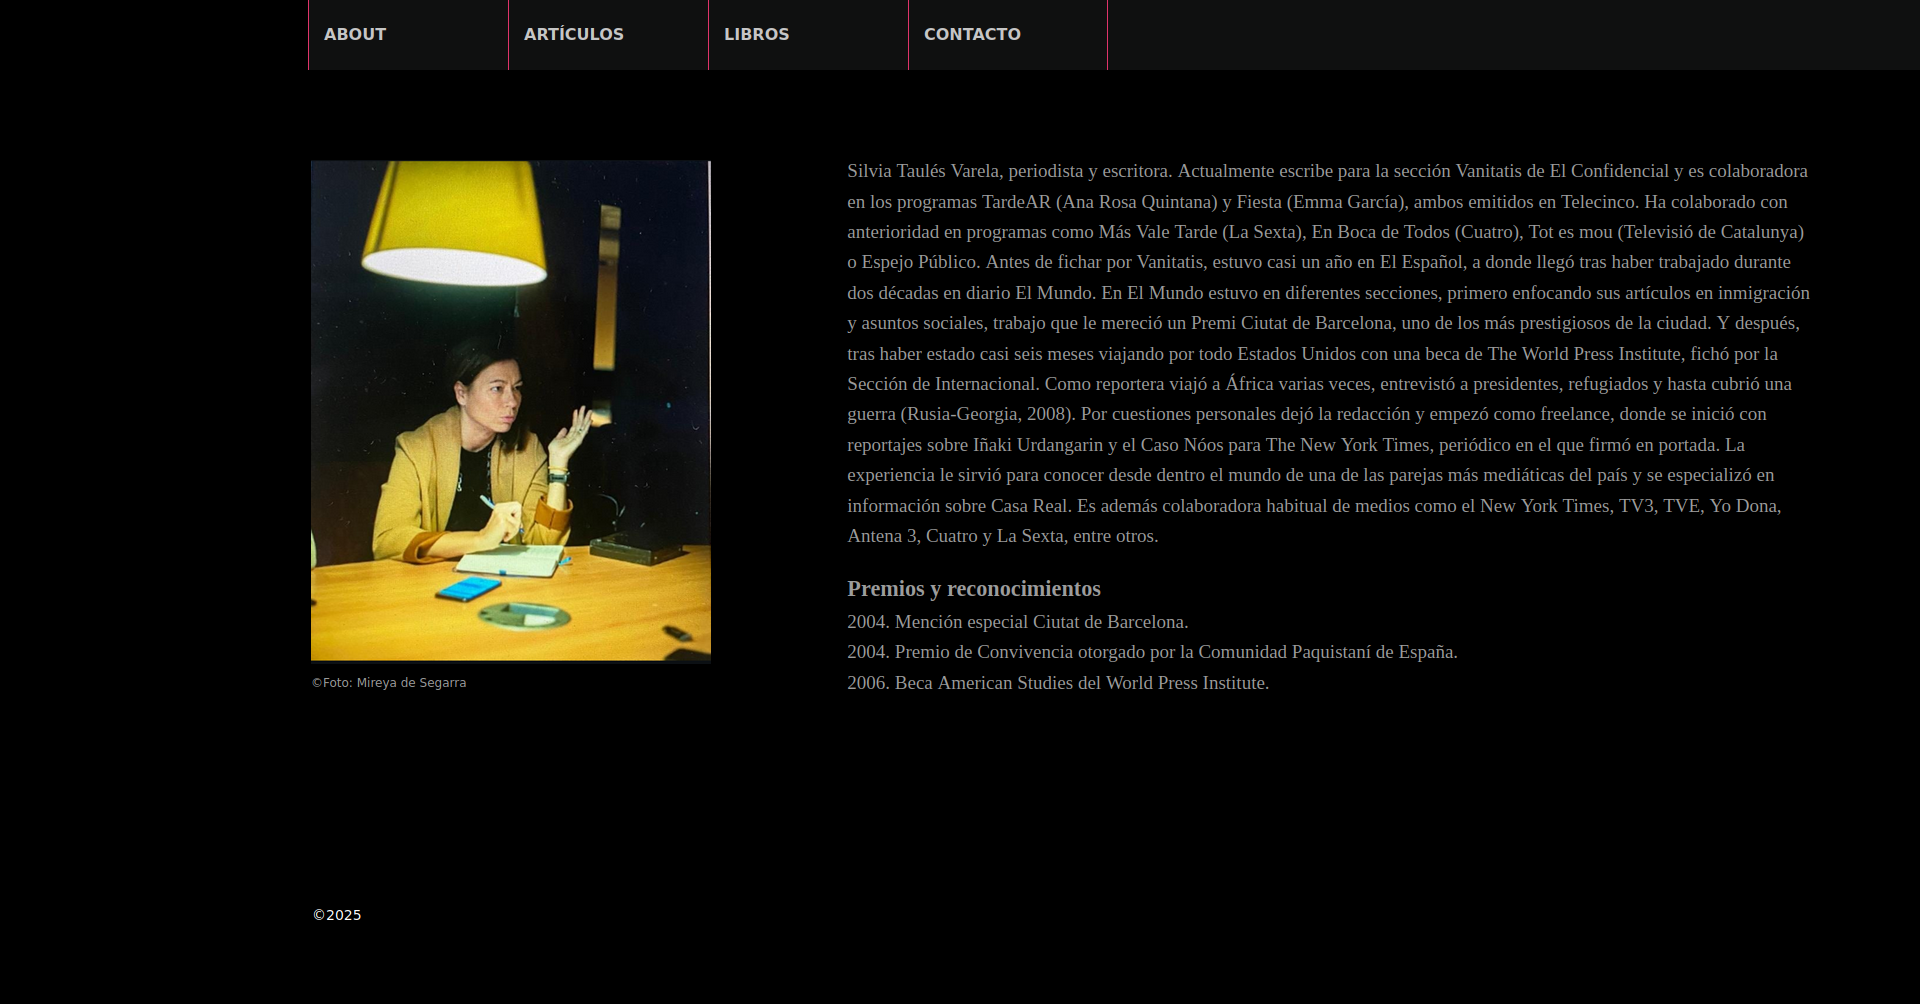 ABOUT
ARTÍCULOS
LIBROS
CONTACTO
Silvia Taulés Varela, periodista y escritora. Actualmente escribe para la sección Vanitatis de El Confidencial y es colaboradora
en los programas TardeAR (Ana Rosa Quintana) y Fiesta (Emma García), ambos emitidos en Telecinco. Ha colaborado con
anterioridad en programas como Más Vale Tarde (La Sexta), En Boca de Todos (Cuatro), Tot es mou (Televisió de Catalunya)
o Espejo Público. Antes de fichar por Vanitatis, estuvo casi un año en El Español, a donde llegó tras haber trabajado durante
dos décadas en diario El Mundo. En El Mundo estuvo en diferentes secciones, primero enfocando sus artículos en inmigración
y asuntos sociales, trabajo que le mereció un Premi Ciutat de Barcelona, uno de los más prestigiosos de la ciudad. Y después,
tras haber estado casi seis meses viajando por todo Estados Unidos con una beca de The World Press Institute, fichó por la
Sección de Internacional. Como reportera viajó a África varias veces, entrevistó a presidentes, refugiados y hasta cubrió una
guerra (Rusia-Georgia, 2008). Por cuestiones personales dejó la redacción y empezó como freelance, donde se inició con
reportajes sobre Iñaki Urdangarin y el Caso Nóos para The New York Times, periódico en el que firmó en portada. La
experiencia le sirvió para conocer desde dentro el mundo de una de las parejas más mediáticas del país y se especializó en
información sobre Casa Real. Es además colaboradora habitual de medios como el New York Times, TV3, TVE, Yo Dona,
Antena 3, Cuatro y La Sexta, entre otros.
Premios y reconocimientos
2004. Mención especial Ciutat de Barcelona.
2004. Premio de Convivencia otorgado por la Comunidad Paquistaní de España.
2006. Beca American Studies del World Press Institute.
©Foto: Mireya de Segarra
©2025